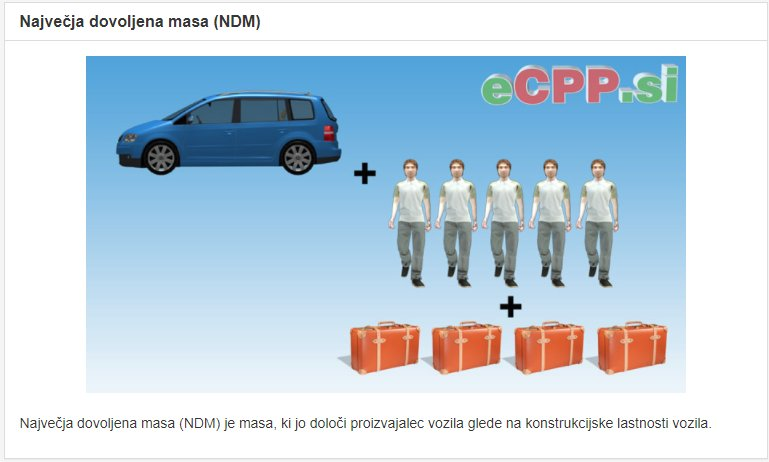 Največja dovoljena masa (NDM)
eCPP.si
+
+
Največja dovoljena masa (NDM) je masa, ki jo določi proizvajalec vozila glede na konstrukcijske lastnosti vozila.